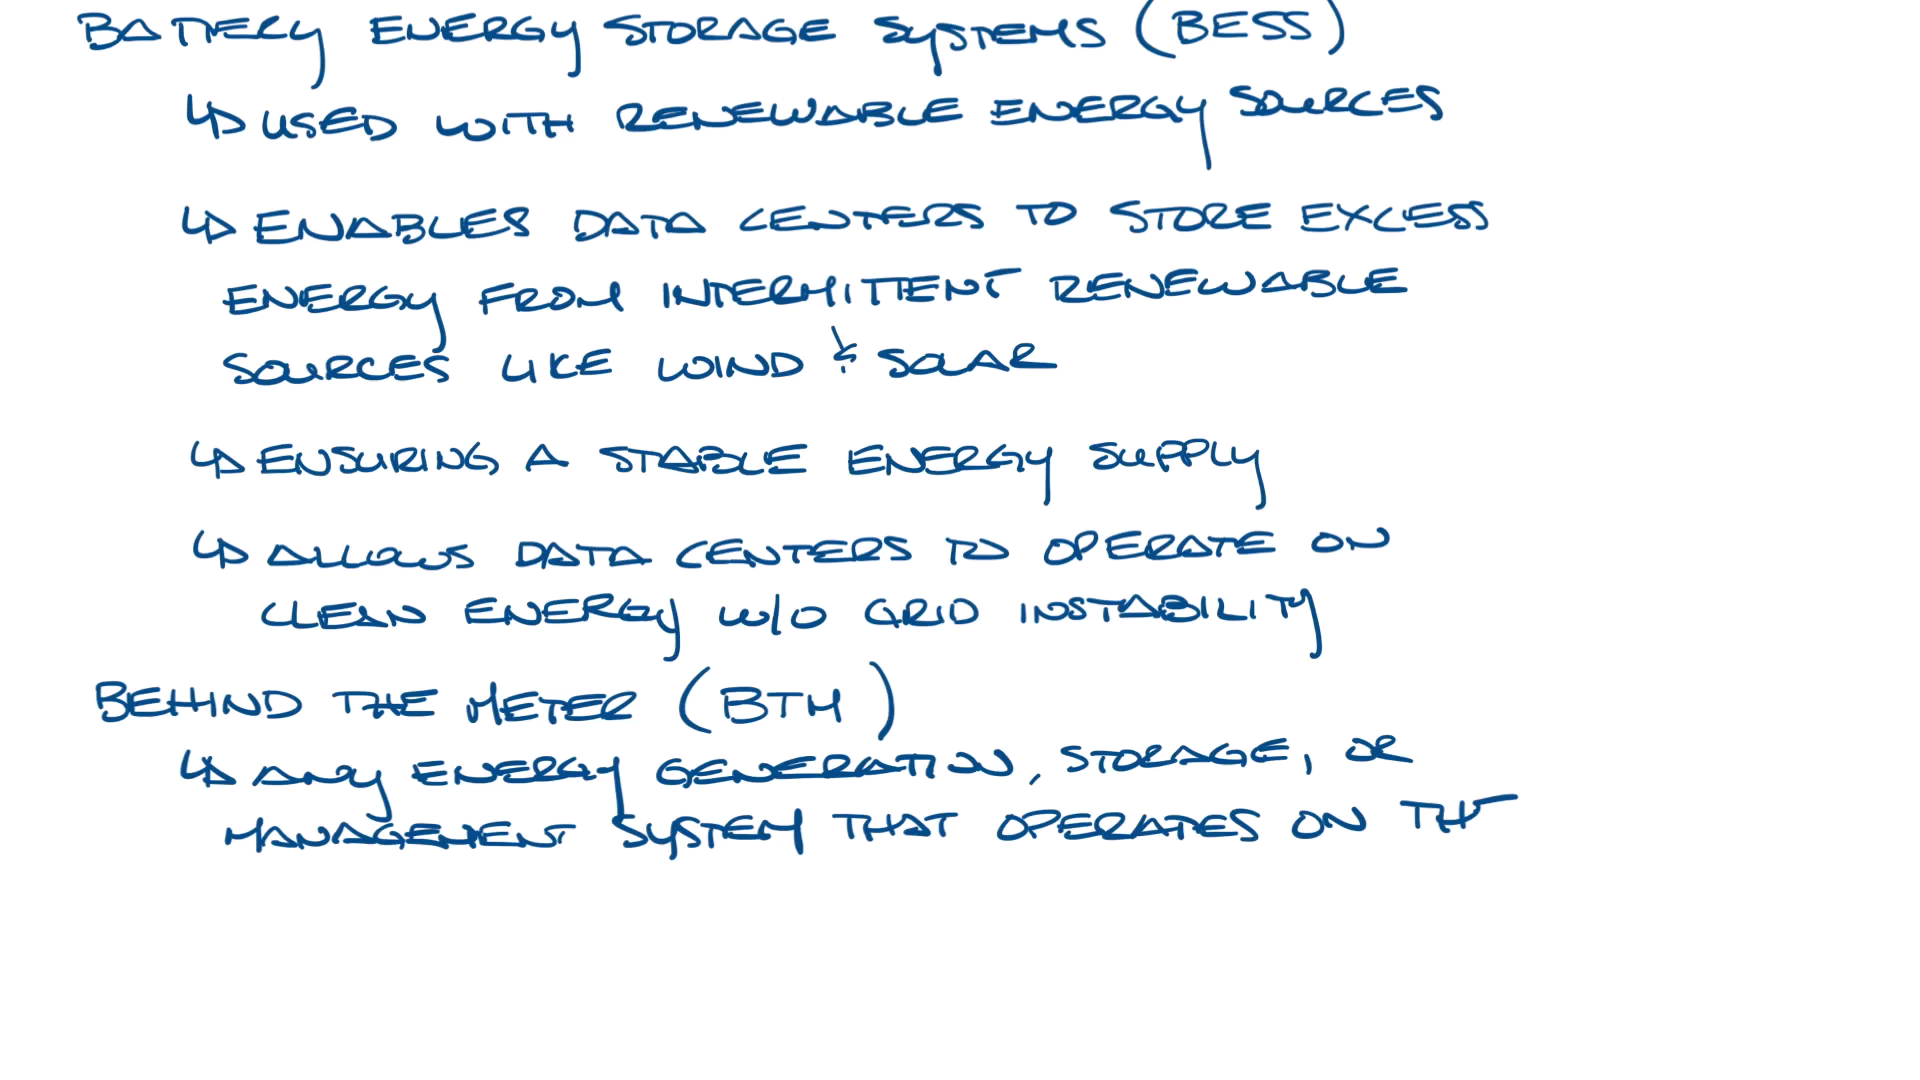 BATTERY ENERGY STORAGE SYSTEMS (BESS)
↳ USED WITH RENEWABLE ENERGY SOURCES
↳ ENABLES DATA CENTERS TO STORE EXCESS
ENERGY FROM INTERMITTENT RENEWABLE
SOURCES LIKE WIND & SOLAR
↳ ENSURING A STABLE ENERGY SUPPLY
↳ ALLOWS DATA CENTERS TO OPERATE ON
CLEAN ENERGY W/O GRID INSTABILITY
BEHIND THE METER (BTM)
↳ ANY ENERGY GENERATION, STORAGE, OR
MANAGEMENT SYSTEM THAT OPERATES ON TH